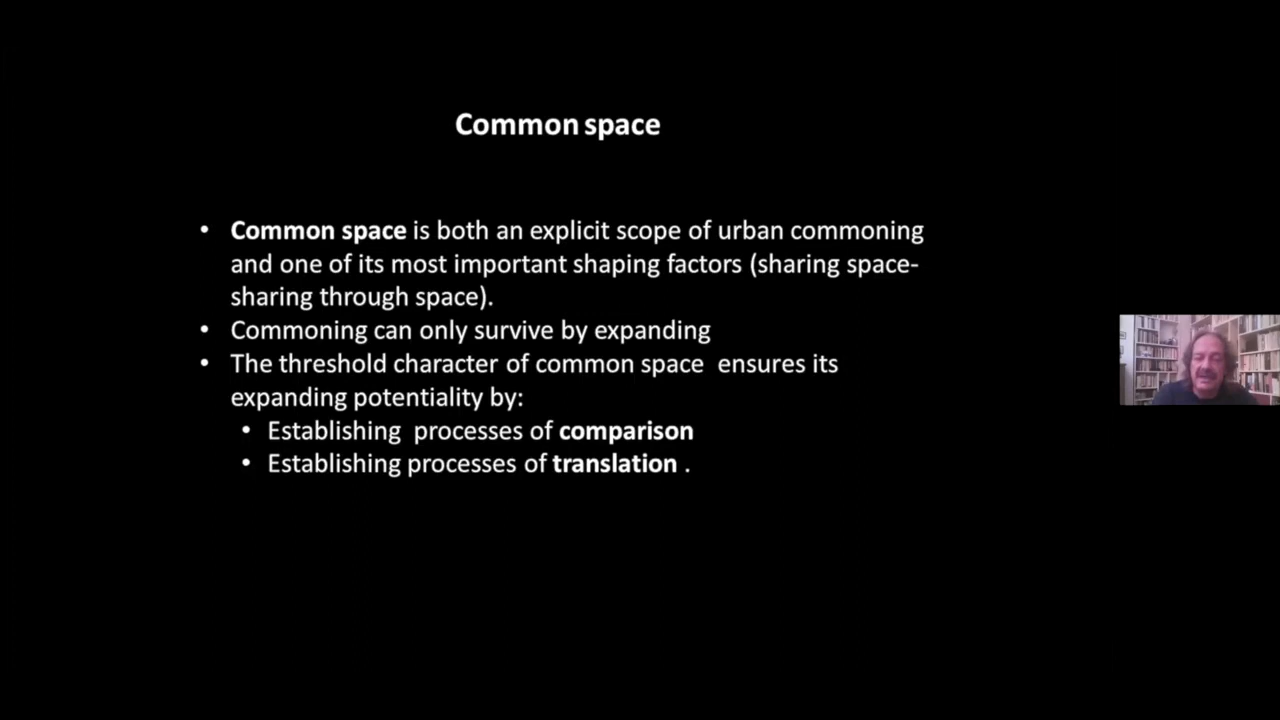 Common space
• Common space is both an explicit scope of urban commoning
and one of its most important shaping factors (sharing space-
sharing through space).
• Commoning can only survive by expanding
• The threshold character of common space  ensures its
expanding potentiality by:
• Establishing  processes of comparison
• Establishing processes of translation .